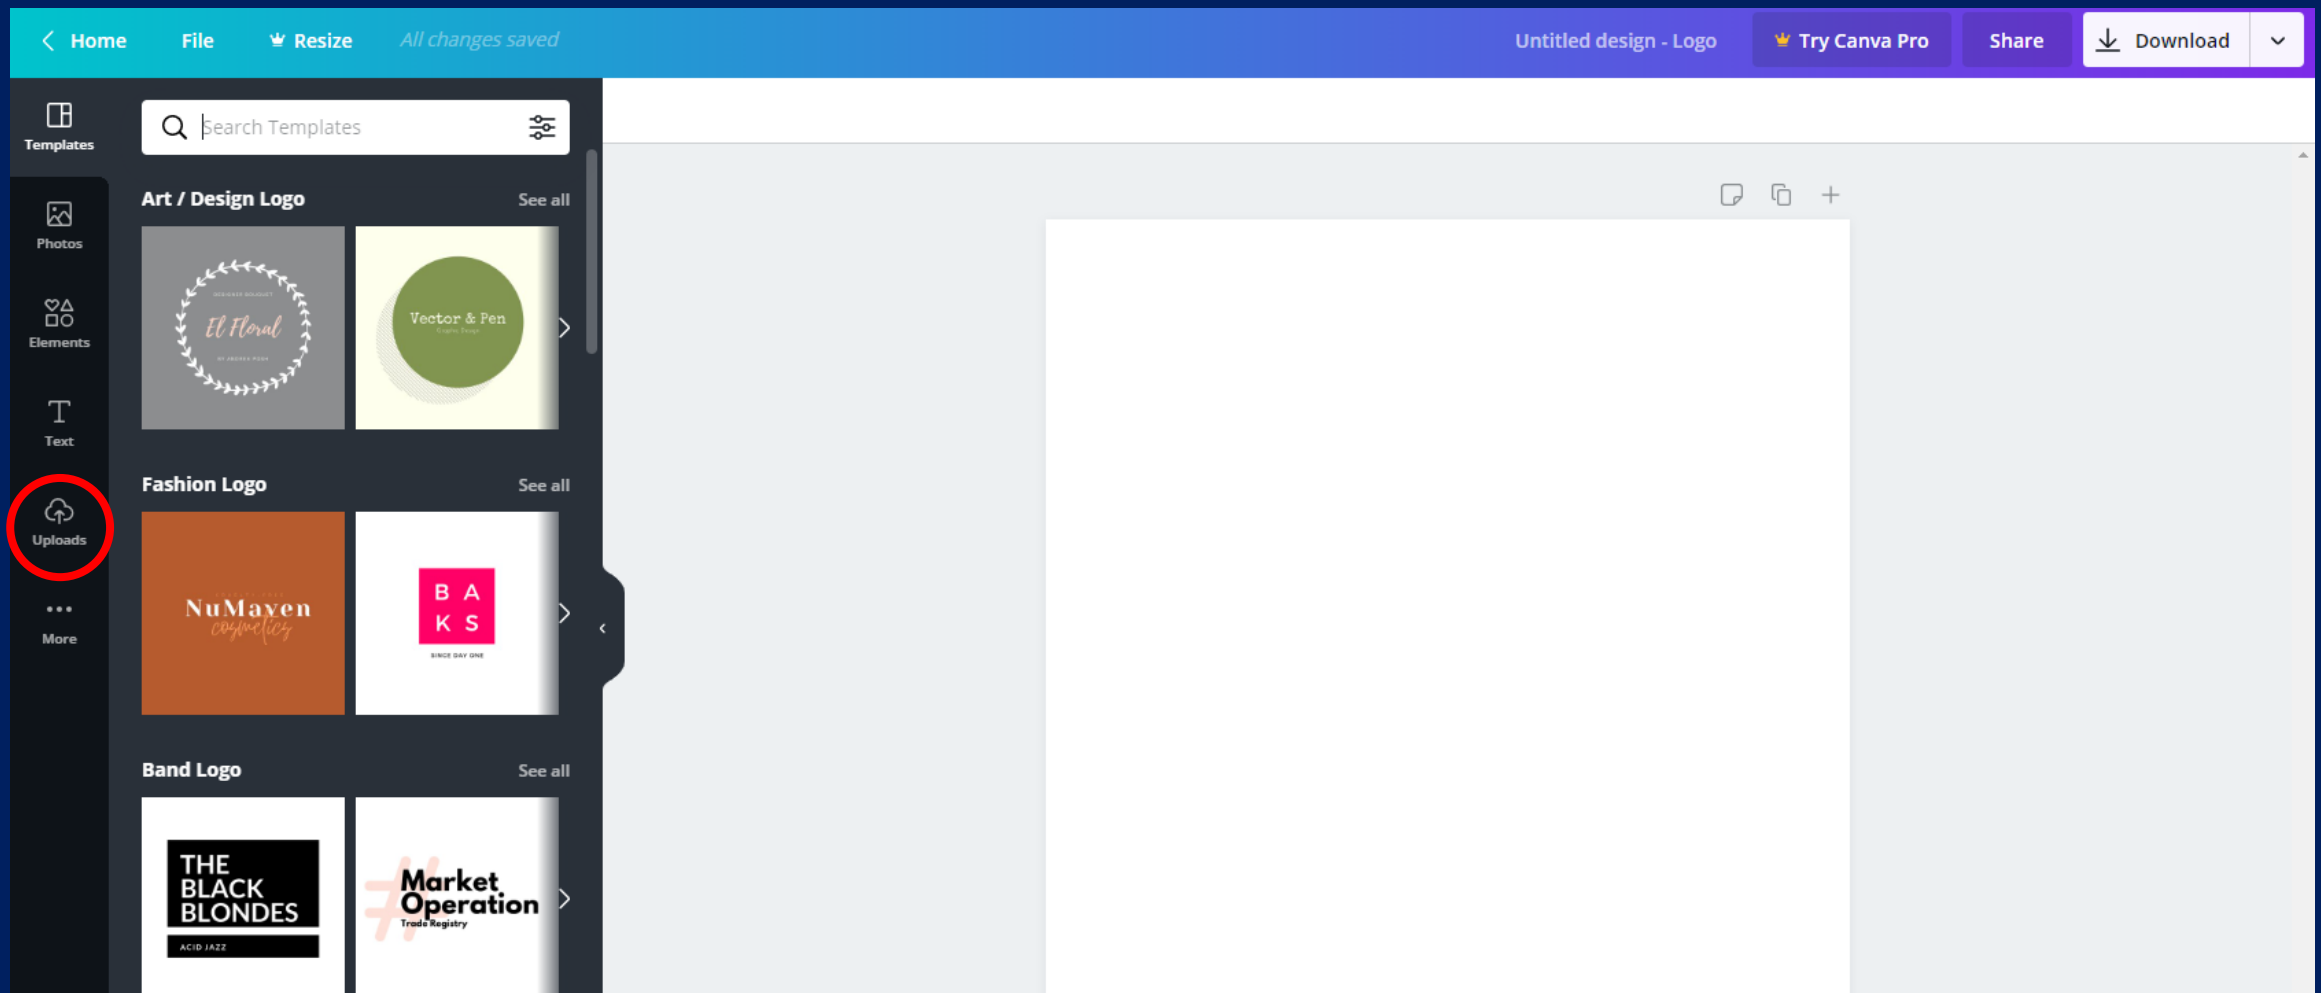 Home
File
Resize
All changes saved
Untitled design - Logo
Try Canva Pro
Share
Download
Templates
Photos
Elements
Text
Uploads
More
Search Templates
Art / Design Logo
See all
El Floral
Vector & Pen
Graphic Design
Fashion Logo
See all
NuMaven
cosmetics
B A
K S
SINCE DAY ONE
Band Logo
See all
THE
BLACK
BLONDES
ACID JAZZ
#
Market
Operation
Trade Registry